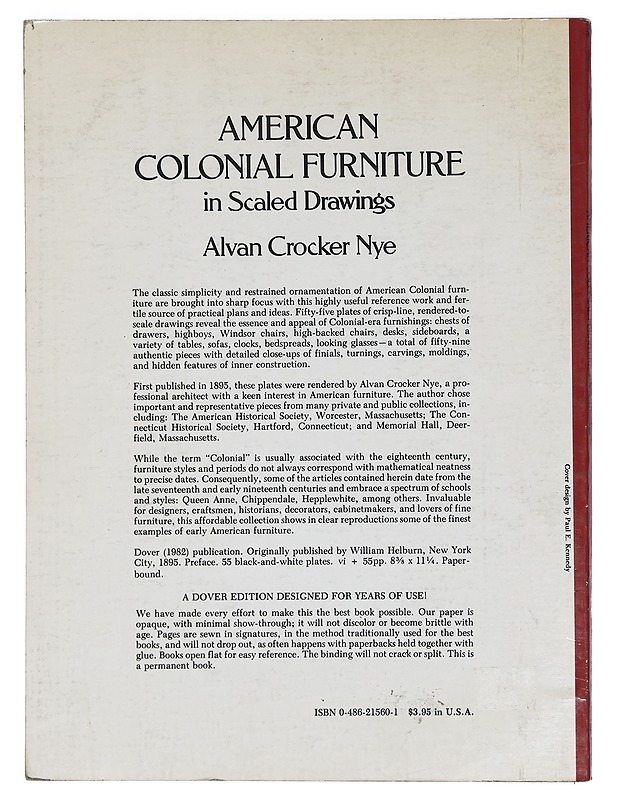 AMERICAN
COLONIAL FURNITURE
in Scaled Drawings
Alvan Crocker Nye
The classic simplicity and restrained ornamentation of American Colonial furn-
iture are brought into sharp focus with this highly useful reference work and fer-
tile source of practical plans and ideas. Fifty-five plates of crisp-line, rendered-to-
scale drawings reveal the essence and appeal of Colonial-era furnishings: chests of
drawers, highboys, Windsor chairs, high-backed chairs, desks, sideboards, a
variety of tables, sofas, clocks, bedspreads, looking glasses—a total of fifty-nine
authentic pieces with detailed close-ups of finials, turnings, carvings, moldings,
and hidden features of inner construction.
First published in 1895, these plates were rendered by Alvan Crocker Nye, a pro-
fessional architect with a keen interest in American furniture. The author chose
important and representative pieces from many private and public collections, in-
cluding: The American Historical Society, Worcester, Massachusetts; The Con-
necticut Historical Society, Hartford, Connecticut; and Memorial Hall, Deer-
field, Massachusetts.
While the term “Colonial” is usually associated with the eighteenth century,
furniture styles and periods do not always correspond with mathematical neatness
to precise dates. Consequently, some of the articles contained herein date from the
late seventeenth and early nineteenth centuries and embrace a spectrum of schools
and styles: Queen Anne, Chippendale, Hepplewhite, among others. Invaluable
for designers, craftsmen, historians, decorators, cabinetmakers, and lovers of fine
furniture, this affordable collection shows in clear reproductions some of the finest
examples of early American furniture.
Dover (1982) publication. Originally published by William Helburn, New York
City, 1895. Preface. 55 black-and-white plates. vi + 55pp. 8⅜ x 11¼. Paper-
bound.
A DOVER EDITION DESIGNED FOR YEARS OF USE!
We have made every effort to make this the best book possible. Our paper is
opaque, with minimal show-through; it will not discolor or become brittle with
age. Pages are sewn in signatures, in the method traditionally used for the best
books, and will not drop out, as often happens with paperbacks held together with
glue. Books open flat for easy reference. The binding will not crack or split. This is
a permanent book.
ISBN 0-486-21560-1 $3.95 in U.S.A.
Cover design by Paul E. Kennedy